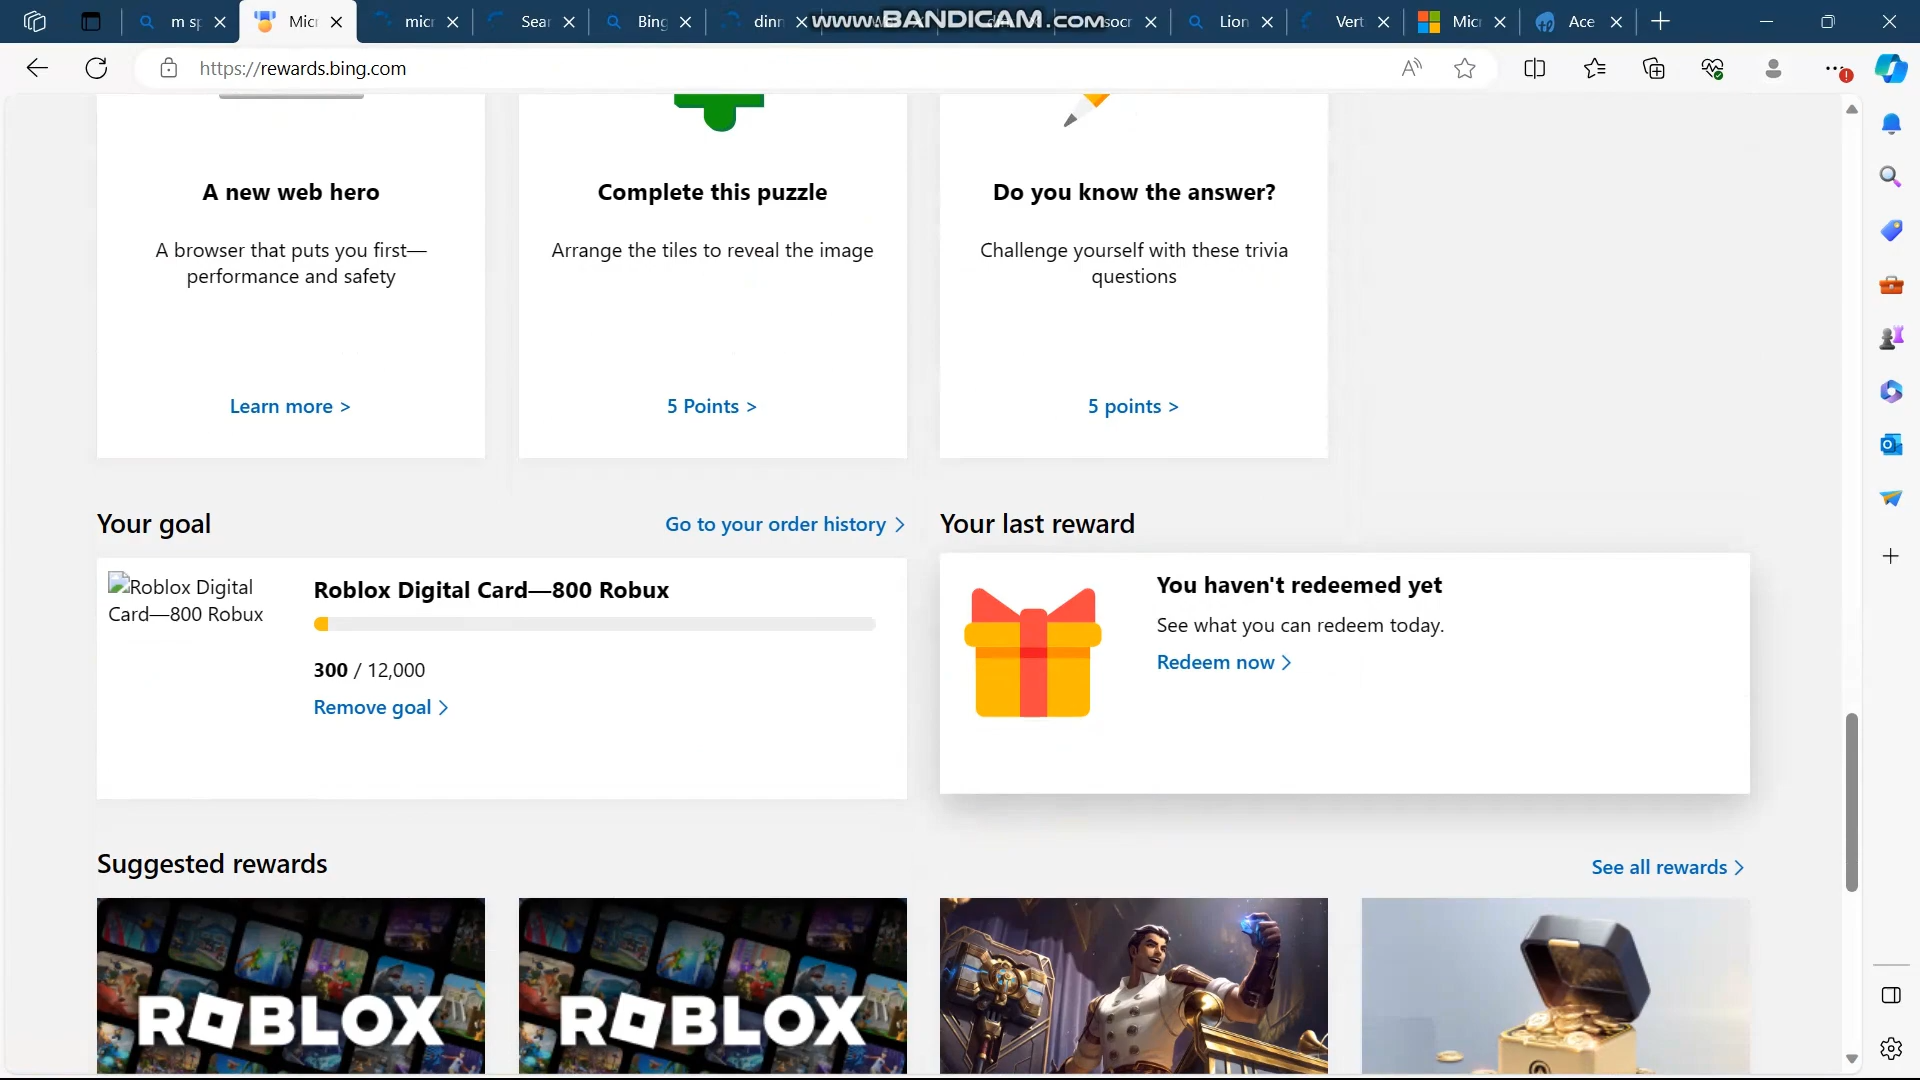 m sp
Micr
micr
Sear
Bing
dinn
www.BANDICAM.com
socr
Lion
Vert
Micr
Ace
https://rewards.bing.com
A new web hero
Complete this puzzle
Do you know the answer?
A browser that puts you first—
performance and safety
Arrange the tiles to reveal the image
Challenge yourself with these trivia
questions
Learn more >
5 Points >
5 points >
Your goal
Go to your order history
Your last reward
Roblox Digital
Card—800 Robux
Roblox Digital Card—800 Robux
300 / 12,000
Remove goal
You haven't redeemed yet
See what you can redeem today.
Redeem now
Suggested rewards
See all rewards
ROBLOX
ROBLOX